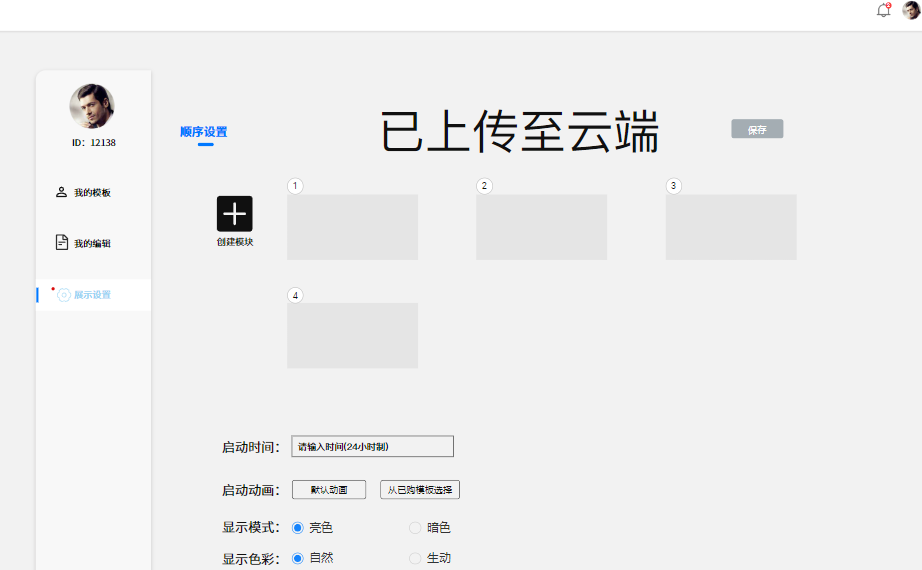 ID：12138
我的模板
我的编辑
展示设置
顺序设置
已上传至云端
保存
创建模块
1
2
3
4
启动时间：
请输入时间(24小时制)
启动动画：
默认动画
从已购模板选择
显示模式：
亮色
暗色
显示色彩：
自然
生动